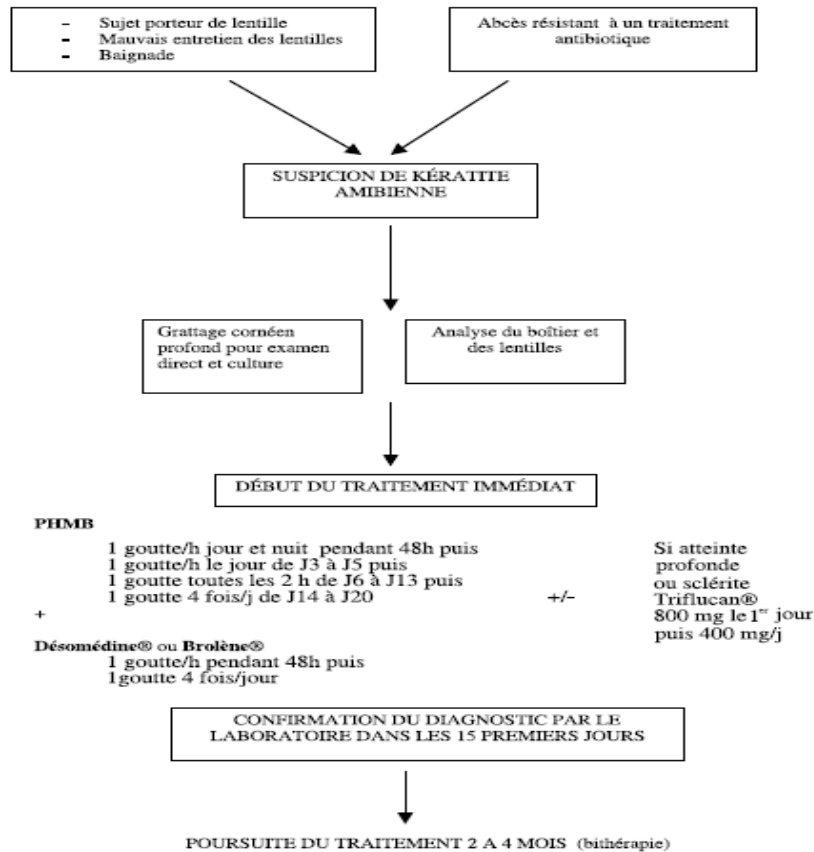 - Sujet porteur de lentille
- Mauvais entretien des lentilles
- Baignade
Abcès résistant à un traitement
antibiotique
SUSPICION DE KÉRATITE
AMIBIENNE
Grattage cornéen
profond pour examen
direct et culture
Analyse du boîtier et
des lentilles
DÉBUT DU TRAITEMENT IMMÉDIAT
PHMB
1 goutte/h jour et nuit pendant 48h puis
1 goutte/h le jour de J3 à J5 puis
1 goutte toutes les 2 h de J6 à J13 puis
1 goutte 4 fois/j de J14 à J20
+
Désomédine® ou Brolène®
1 goutte/h pendant 48h puis
1goutte 4 fois/jour
+/-
Si atteinte
profonde
ou sclérite
Triflucan®
800 mg le 1er jour
puis 400 mg/j
CONFIRMATION DU DIAGNOSTIC PAR LE
LABORATOIRE DANS LES 15 PREMIERS JOURS
POURSUITE DU TRAITEMENT 2 A 4 MOIS (bithérapie)